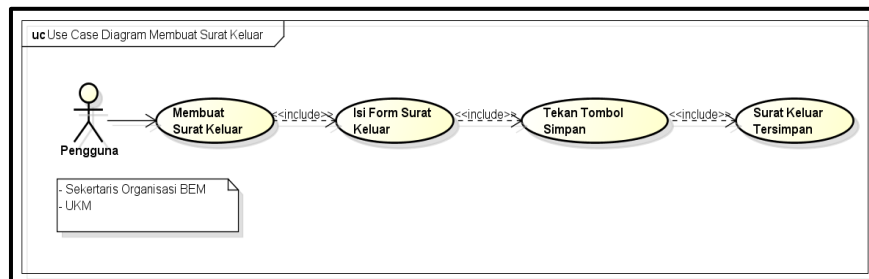 uc Use Case Diagram Membuat Surat Keluar
Membuat
Surat Keluar
<<include>>
Isi Form Surat
Keluar
<<include>>
Tekan Tombol
Simpan
<<include>>
Surat Keluar
Tersimpan
Pengguna
- Sekertaris Organisasi BEM
- UKM